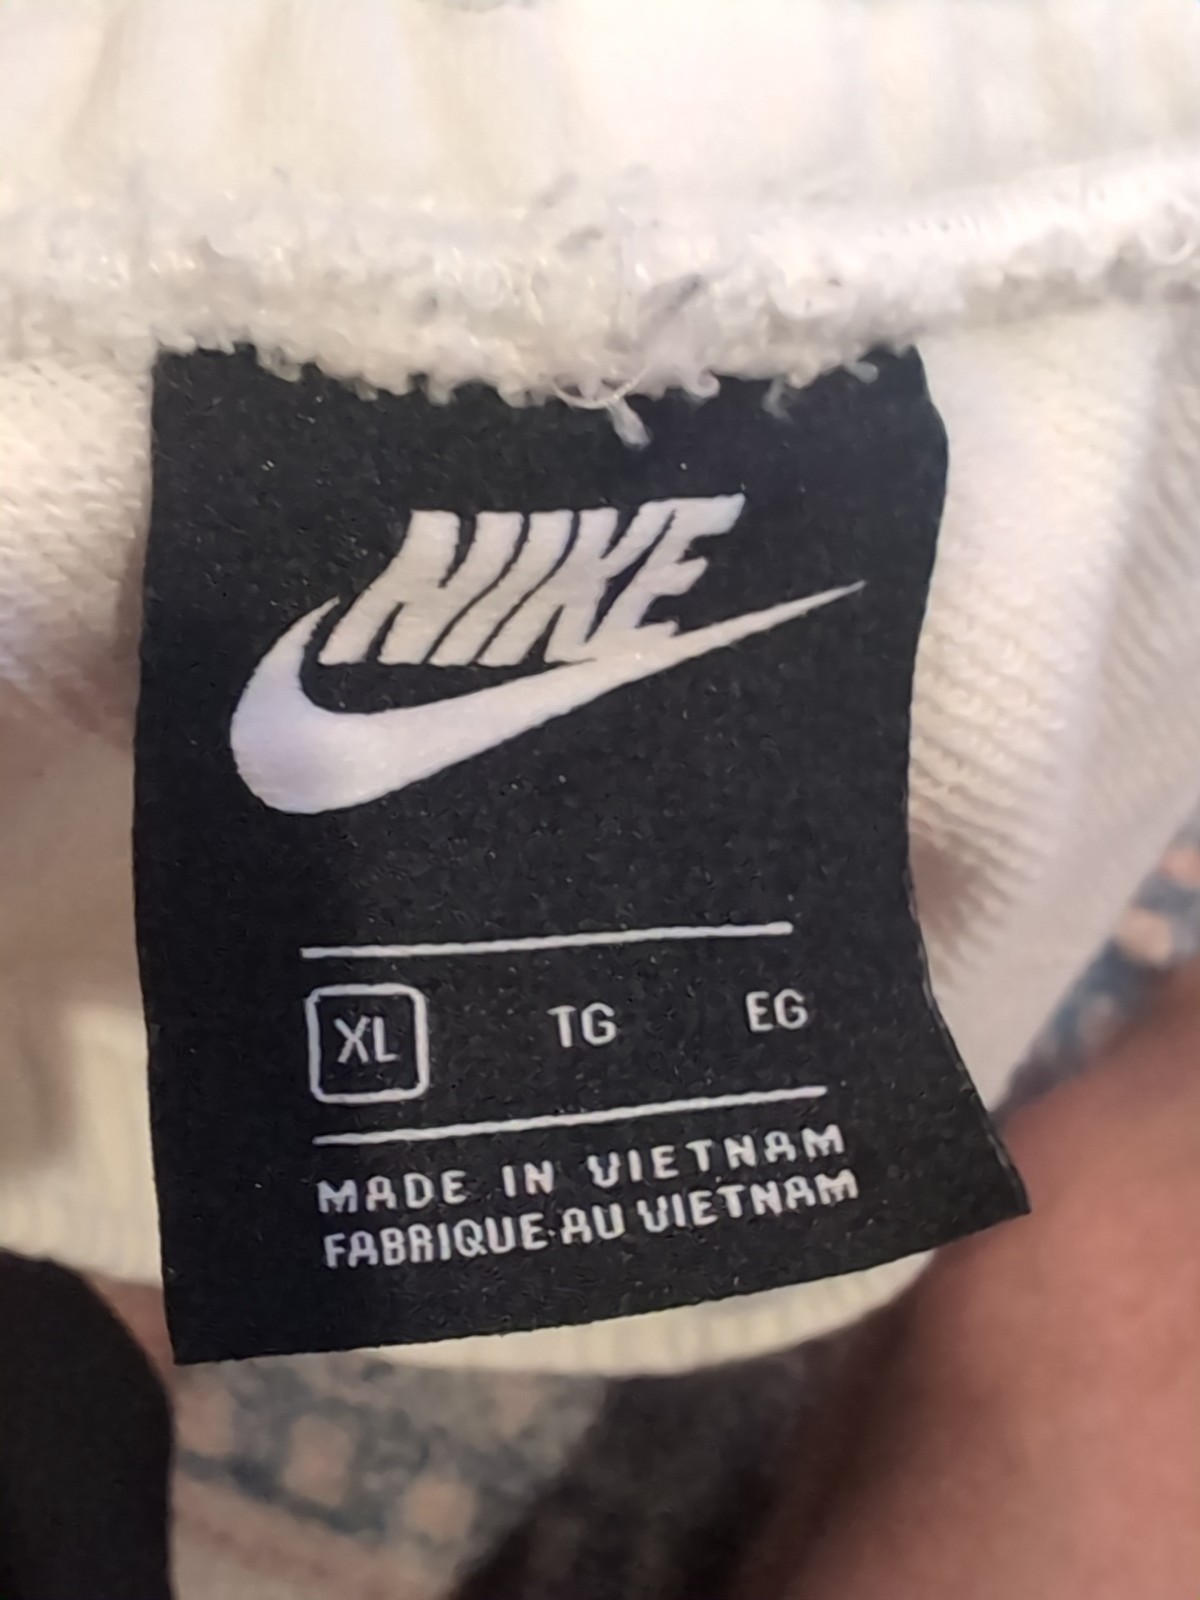 NIKE
XL TG EG
MADE IN VIETNAM
FABRIQUE AU VIETNAM